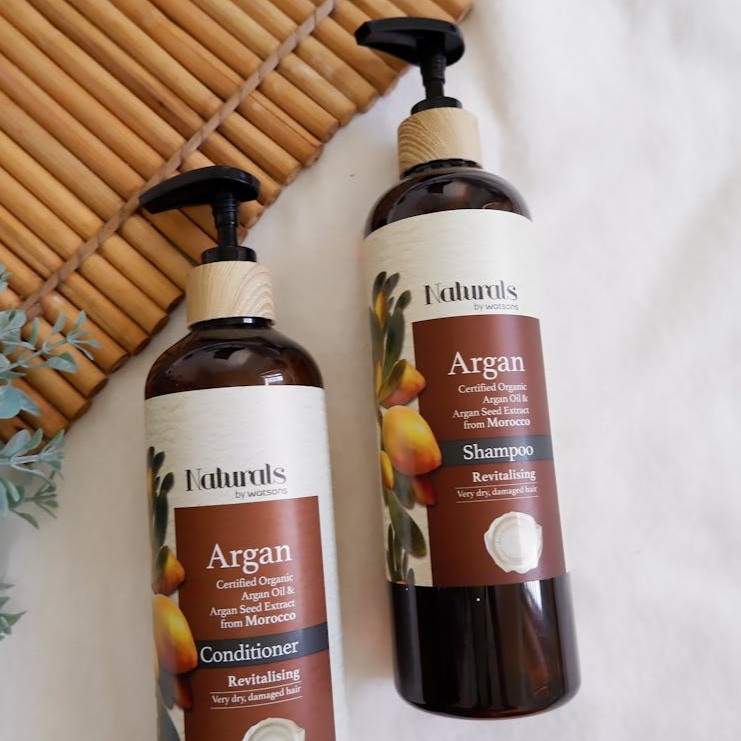 Naturals
by watsons
Argan
Certified Organic
Argan Oil &
Argan Seed Extract
from Morocco
Shampoo
Revitalising
Very dry, damaged hair
Naturals
by watsons
Argan
Certified Organic
Argan Oil &
Argan Seed Extract
from Morocco
Conditioner
Revitalising
Very dry, damaged hair